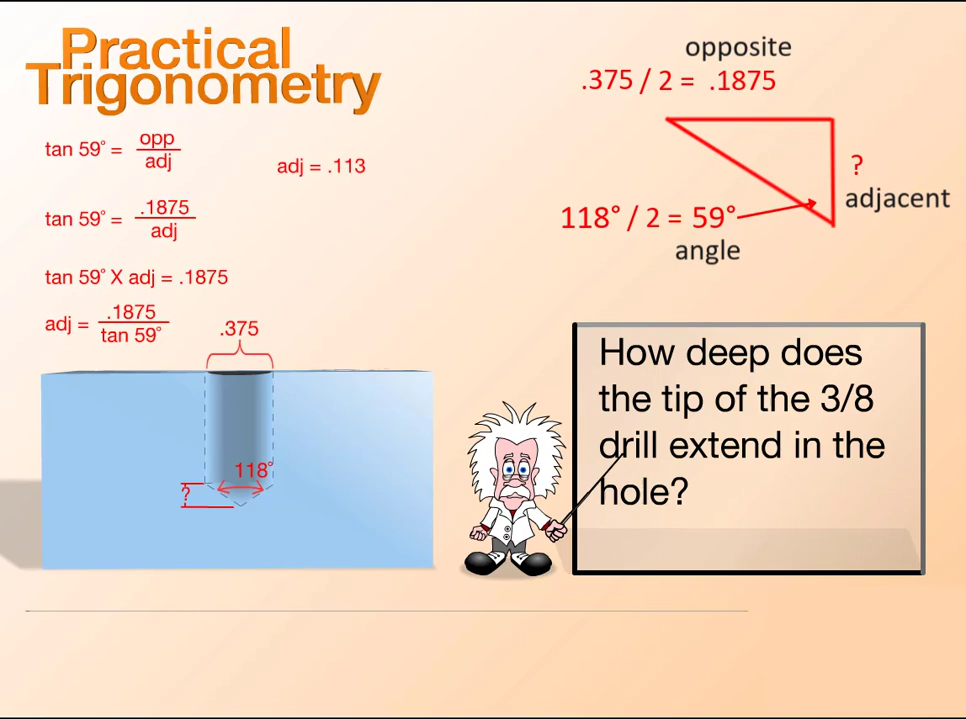 Practical
Trigonometry
opposite
.375 / 2 = .1875
tan 59° = opp
adj
adj = .113
?
adjacent
tan 59° = .1875
adj
118° / 2 = 59°
angle
tan 59° X adj = .1875
adj = .1875
tan 59°
.375
118°
?
How deep does
the tip of the 3/8
drill extend in the
hole?